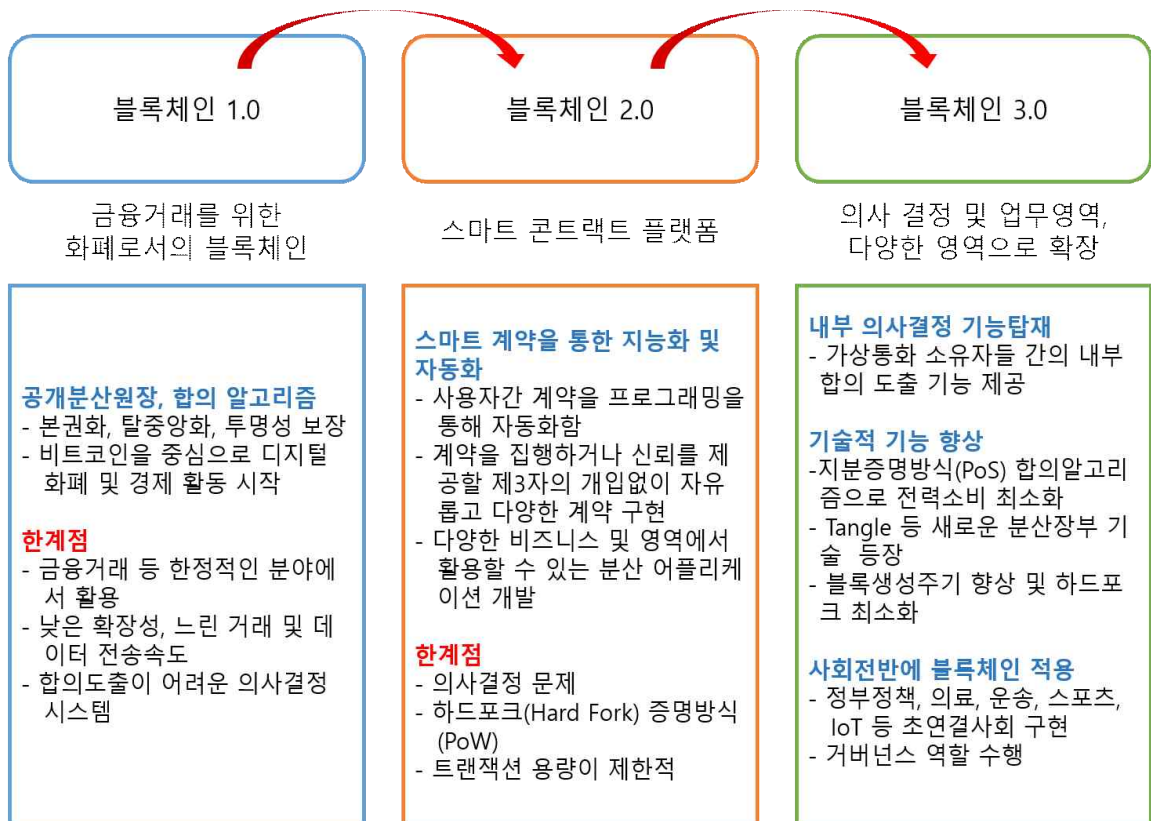 블록체인 1.0
금융거래를 위한
화폐로서의 블록체인
공개분산원장, 합의 알고리즘
- 본권화, 탈중앙화, 투명성 보장
- 비트코인을 중심으로 디지털
화폐 및 경제 활동 시작
한계점
- 금융거래 등 한정적인 분야에
서 활용
- 낮은 확장성, 느린 거래 및 데
이터 전송속도
- 합의도출이 어려운 의사결정
시스템
블록체인 2.0
스마트 콘트랙트 플랫폼
스마트 계약을 통한 지능화 및
자동화
- 사용자간 계약을 프로그래밍을
통해 자동화함
- 계약을 집행하거나 신뢰를 제
공할 제3자의 개입없이 자유
롭고 다양한 계약 구현
- 다양한 비즈니스 및 영역에서
활용할 수 있는 분산 어플리케
이션 개발
한계점
- 의사결정 문제
- 하드포크(Hard Fork) 증명방식
(PoW)
- 트랜잭션 용량이 제한적
블록체인 3.0
의사 결정 및 업무영역,
다양한 영역으로 확장
내부 의사결정 기능탑재
- 가상통화 소유자들 간의 내부
합의 도출 기능 제공
기술적 기능 향상
-지분증명방식(PoS) 합의알고리
즘으로 전력소비 최소화
- Tangle 등 새로운 분산장부 기
술 등장
- 블록생성주기 향상 및 하드포
크 최소화
사회전반에 블록체인 적용
- 정부정책, 의료, 운송, 스포츠,
IoT 등 초연결사회 구현
- 거버넌스 역할 수행